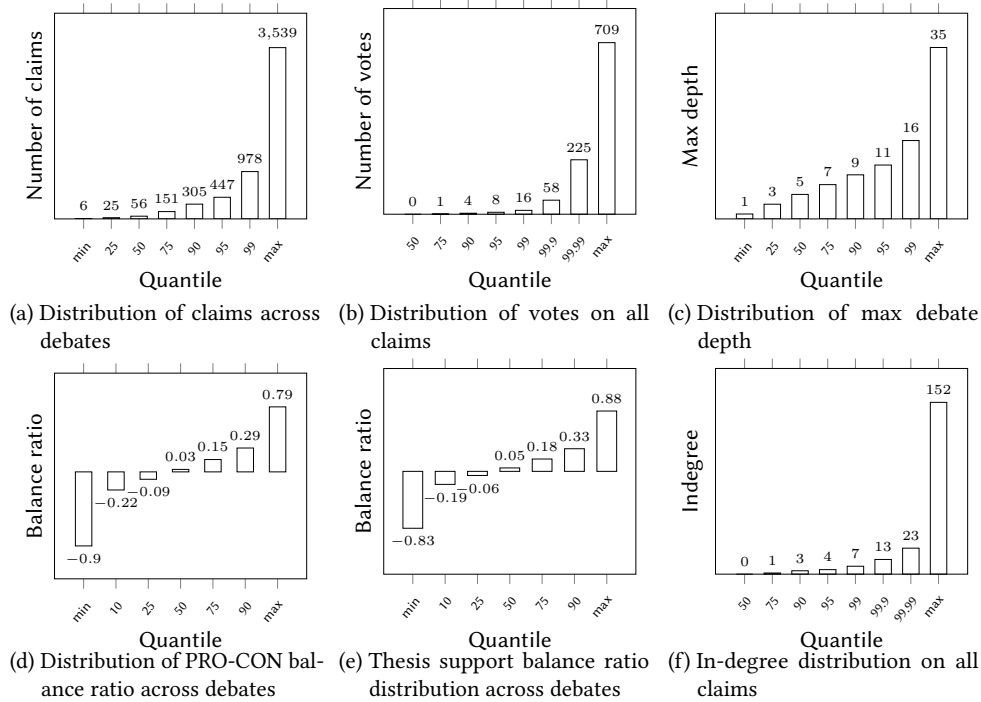 Number of claims
6 25 56 151 305 447 978 3,539
min 25 50 75 90 95 99 max
Quantile
(a) Distribution of claims across
debates
Number of votes
0 1 4 8 16 58 225 709
50 75 90 95 99 99.9 99.99 max
Quantile
(b) Distribution of votes on all
claims
Max depth
1 3 5 7 9 11 16 35
min 25 50 75 90 95 99 max
Quantile
(c) Distribution of max debate
depth
Balance ratio
−0.9 −0.22 −0.09 0.03 0.15 0.29 0.79
min 10 25 50 75 90 max
Quantile
(d) Distribution of PRO-CON bal-
ance ratio across debates
Balance ratio
−0.83 −0.19 −0.06 0.05 0.18 0.33 0.88
min 10 25 50 75 90 max
Quantile
(e) Thesis support balance ratio
distribution across debates
Indegree
0 1 3 4 7 13 23 152
50 75 90 95 99 99.9 99.99 max
Quantile
(f) In-degree distribution on all
claims